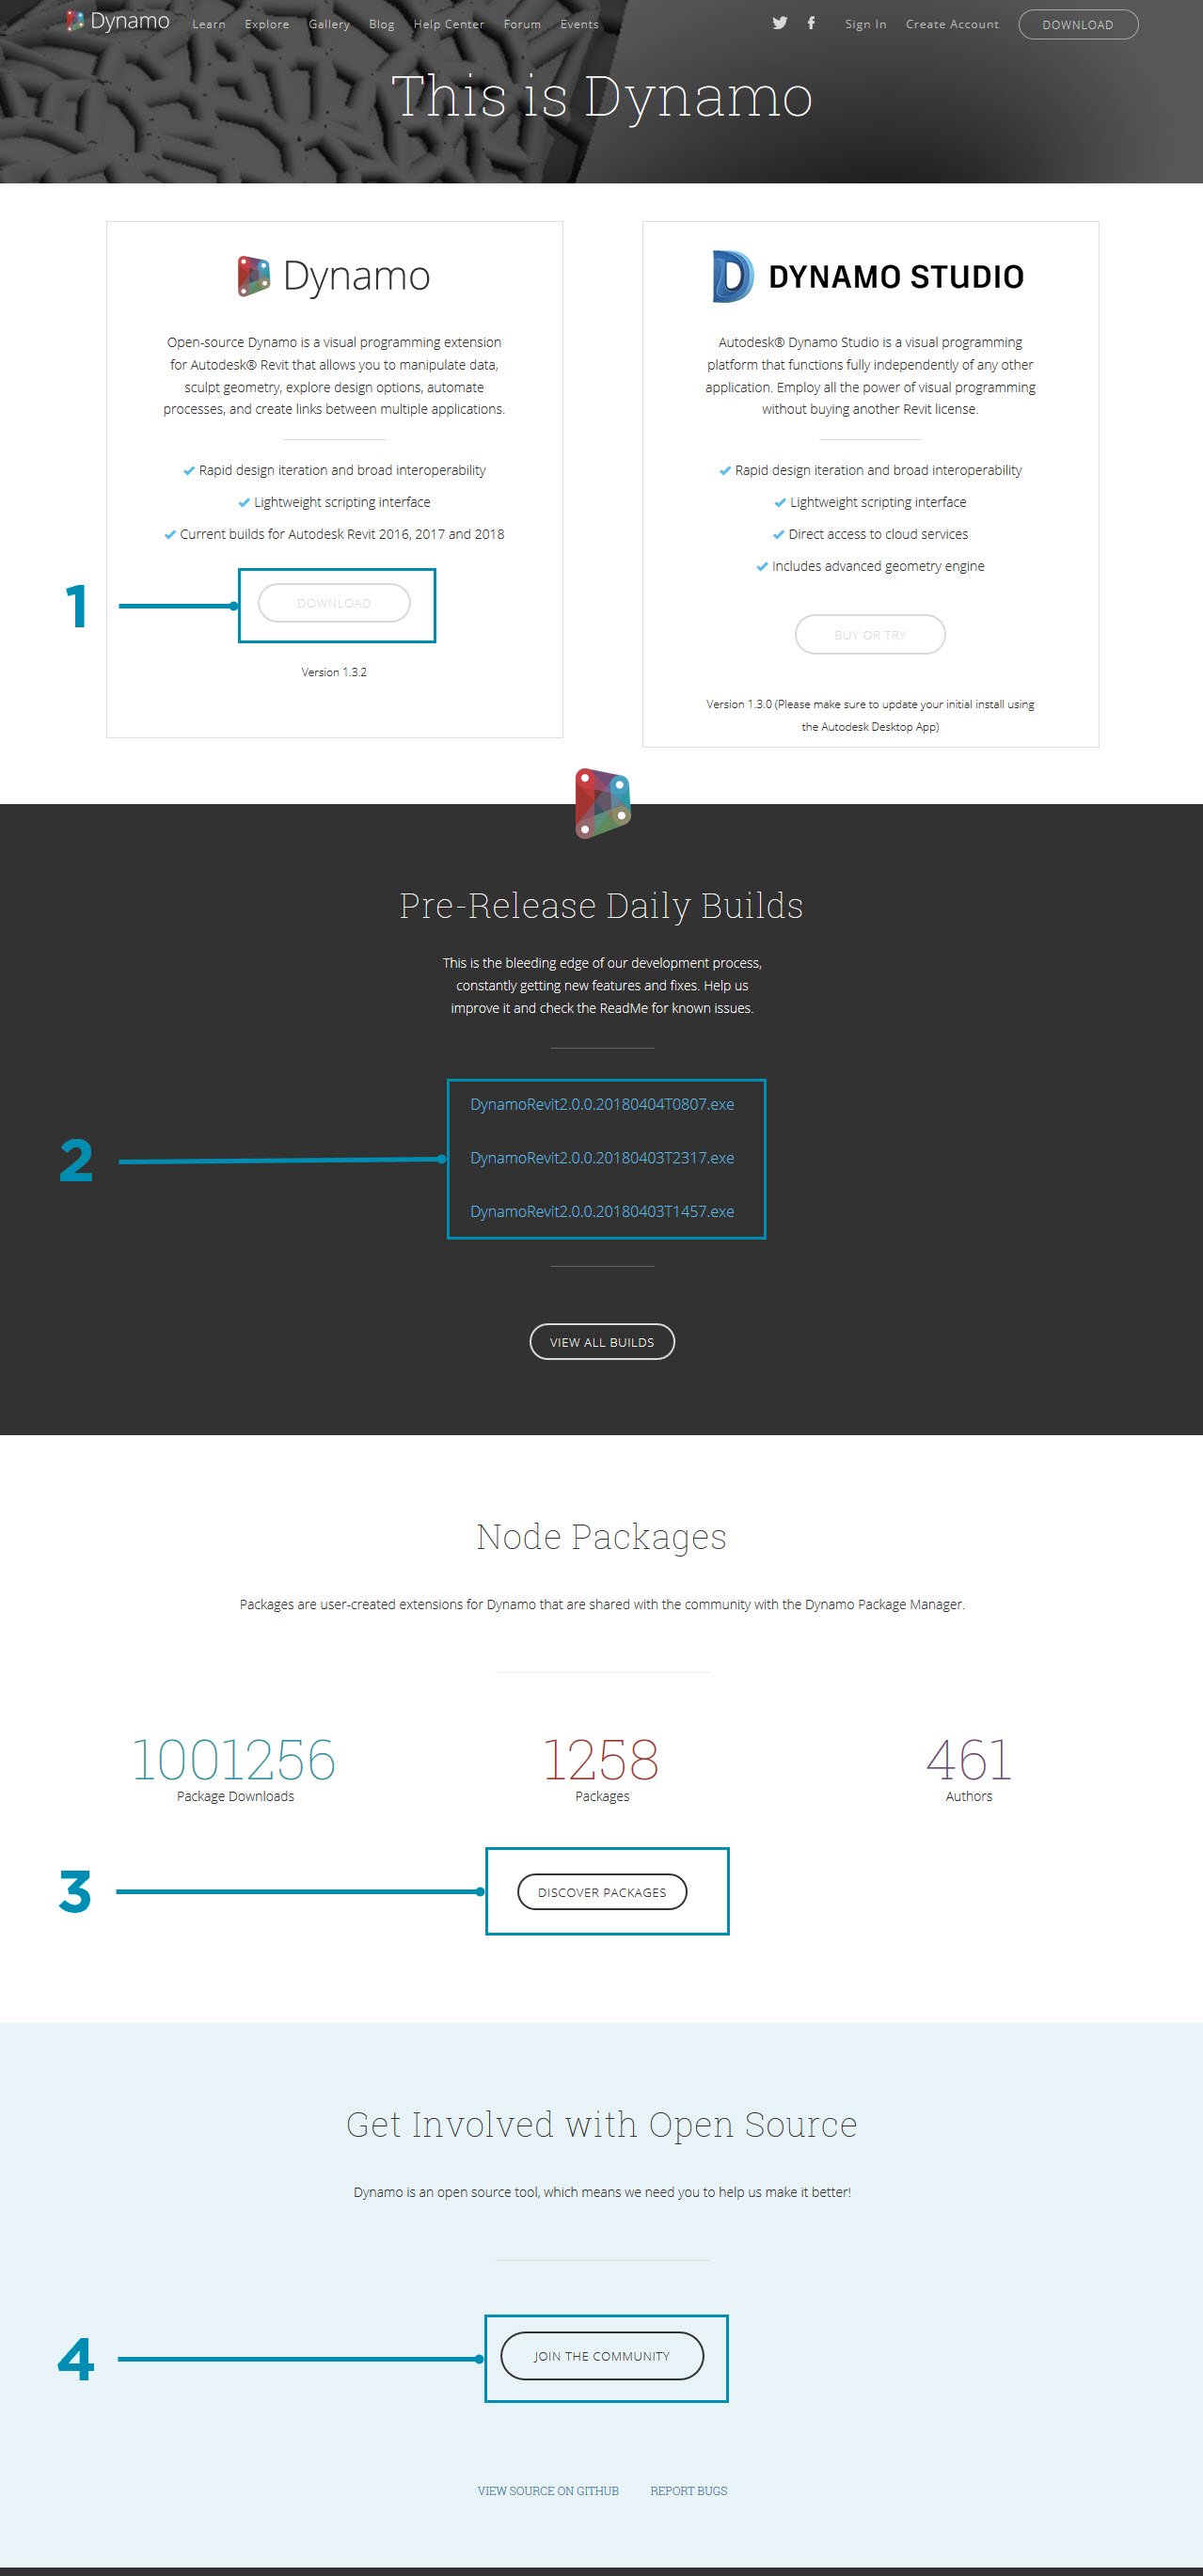 Dynamo Learn Explore Gallery Blog Help Center Forum Events Sign In Create Account DOWNLOAD
This is Dynamo
Dynamo
Open-source Dynamo is a visual programming extension
for Autodesk® Revit that allows you to manipulate data,
sculpt geometry, explore design options, automate
processes, and create links between multiple applications.
Rapid design iteration and broad interoperability
Lightweight scripting interface
Current builds for Autodesk Revit 2016, 2017 and 2018
1
DOWNLOAD
Version 1.3.2
DYNAMO STUDIO
Autodesk® Dynamo Studio is a visual programming
platform that functions fully independently of any other
application. Employ all the power of visual programming
without buying another Revit license.
Rapid design iteration and broad interoperability
Lightweight scripting interface
Direct access to cloud services
Includes advanced geometry engine
BUY OR TRY
Version 1.3.0 (Please make sure to update your initial install using
the Autodesk Desktop App)
Pre-Release Daily Builds
This is the bleeding edge of our development process,
constantly getting new features and fixes. Help us
improve it and check the ReadMe for known issues.
DynamoRevit2.0.0.20180404T0807.exe
2
DynamoRevit2.0.0.20180403T2317.exe
DynamoRevit2.0.0.20180403T1457.exe
VIEW ALL BUILDS
Node Packages
Packages are user-created extensions for Dynamo that are shared with the community with the Dynamo Package Manager.
1001256 1258 461
Package Downloads Packages Authors
3
DISCOVER PACKAGES
Get Involved with Open Source
Dynamo is an open source tool, which means we need you to help us make it better!
4
JOIN THE COMMUNITY
VIEW SOURCE ON GITHUB REPORT BUGS